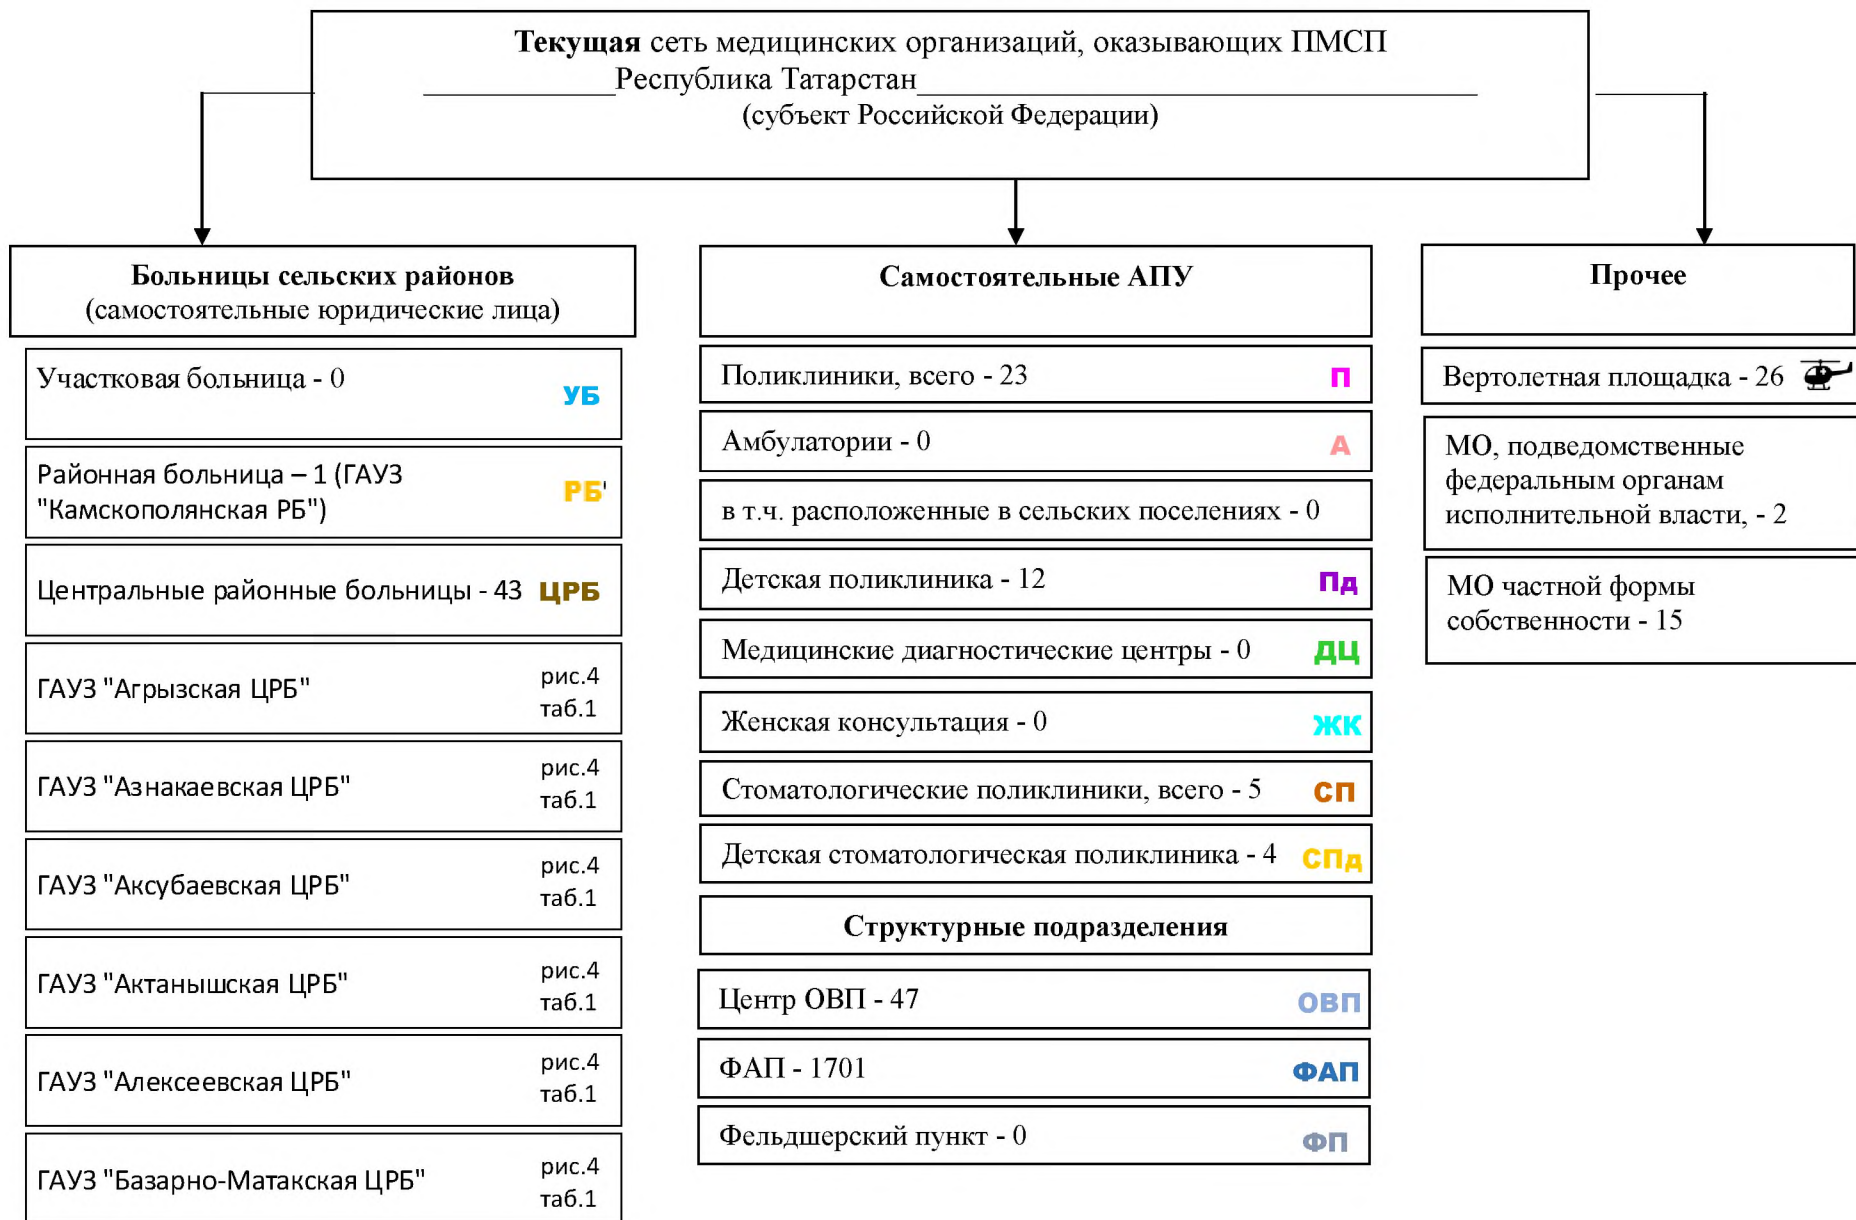 Текущая сеть медицинских организаций, оказывающих ПМСП
____________Республика Татарстан___________________________________
(субъект Российской Федерации)
Больницы сельских районов
(самостоятельные юридические лица)
Участковая больница - 0 УБ
Районная больница – 1 (ГАУЗ
"Камскополянская РБ") РБ'
Центральные районные больницы - 43 ЦРБ
ГАУЗ "Агрызская ЦРБ" рис.4
таб.1
ГАУЗ "Азнакаевская ЦРБ" рис.4
таб.1
ГАУЗ "Аксубаевская ЦРБ" рис.4
таб.1
ГАУЗ "Актанышская ЦРБ" рис.4
таб.1
ГАУЗ "Алексеевская ЦРБ" рис.4
таб.1
ГАУЗ "Базарно-Матакская ЦРБ" рис.4
таб.1
Самостоятельные АПУ
Поликлиники, всего - 23 П
Амбулатории - 0 А
в т.ч. расположенные в сельских поселениях - 0
Детская поликлиника - 12 Пд
Медицинские диагностические центры - 0 ДЦ
Женская консультация - 0 ЖК
Стоматологические поликлиники, всего - 5 СП
Детская стоматологическая поликлиника - 4 СПд
Структурные подразделения
Центр ОВП - 47 ОВП
ФАП - 1701 ФАП
Фельдшерский пункт - 0 ФП
Прочее
Вертолетная площадка - 26
МО, подведомственные
федеральным органам
исполнительной власти, - 2
МО частной формы
собственности - 15